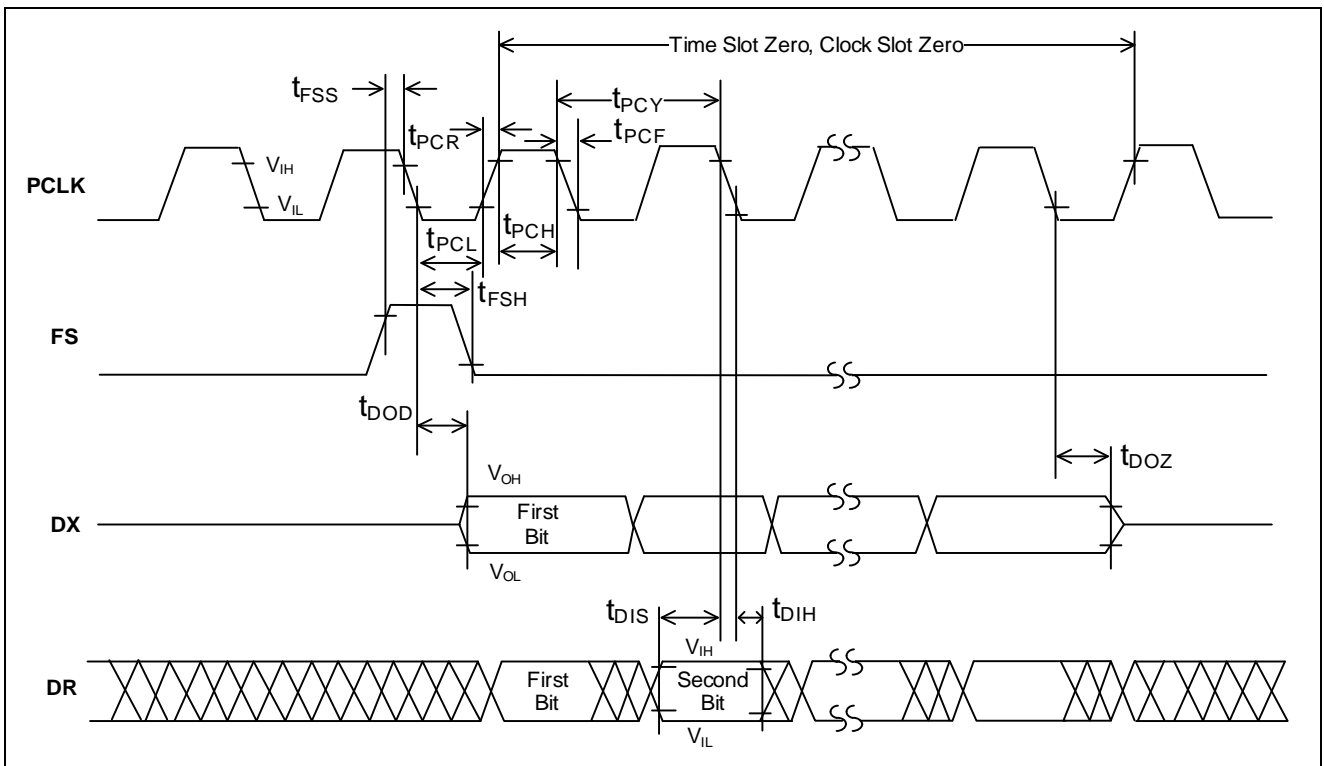 Time Slot Zero, Clock Slot Zero
tFSS
tPCY
tPCR
tPCF
VIH
PCLK
VIL
tPCL
tPCH
tFSH
FS
tDOD
tDOZ
VOH
First
Bit
DX
VOL
tDIS
tDIH
VIH
DR
First
Bit
Second
Bit
VIL